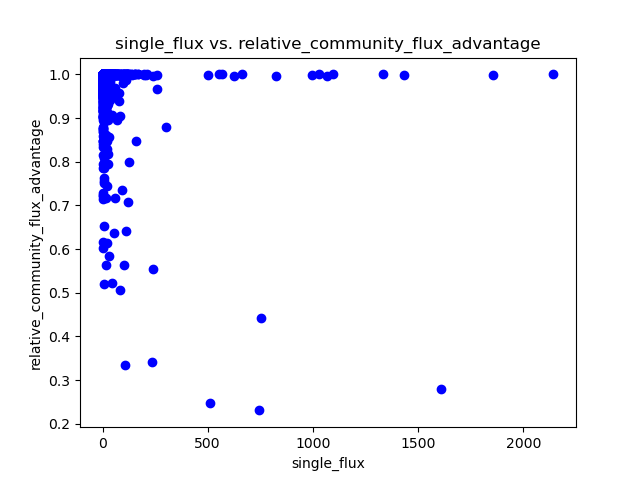 single_flux vs. relative_community_flux_advantage
1.0
0.9
0.8
0.7
0.6
0.5
0.4
0.3
0.2
relative_community_flux_advantage
0 500 1000 1500 2000
single_flux